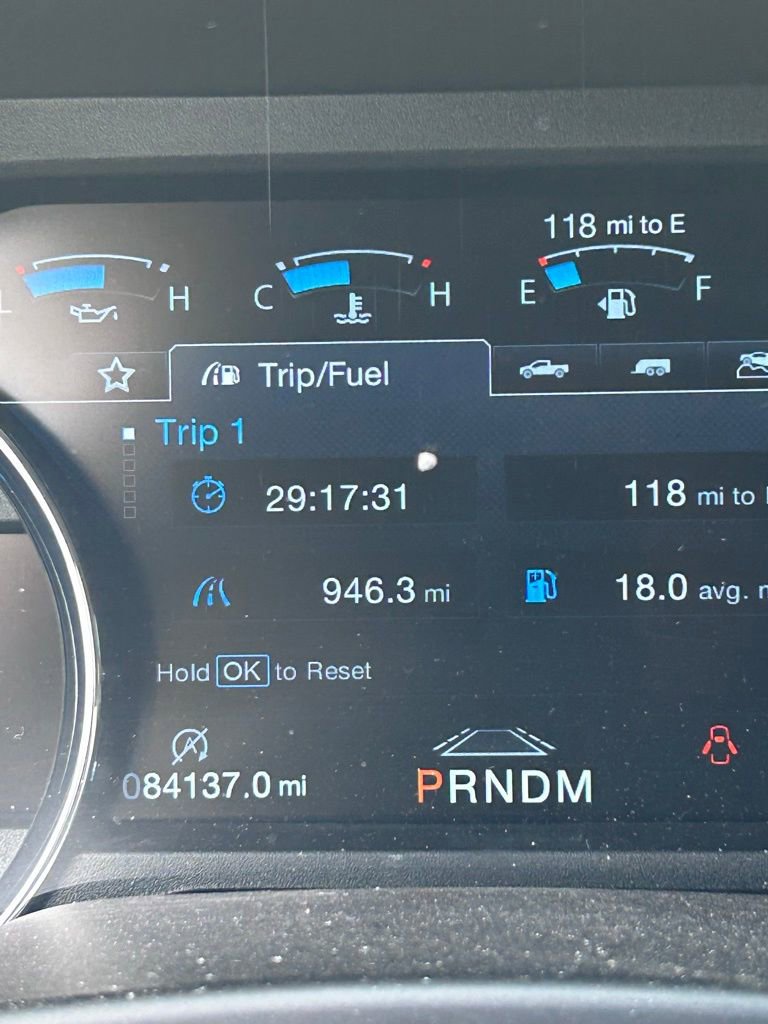 118 mi to E
L H C H E F
Trip/Fuel
Trip 1
29:17:31 118 mi to
946.3 mi 18.0 avg.
Hold OK to Reset
084137.0 mi PRNDM